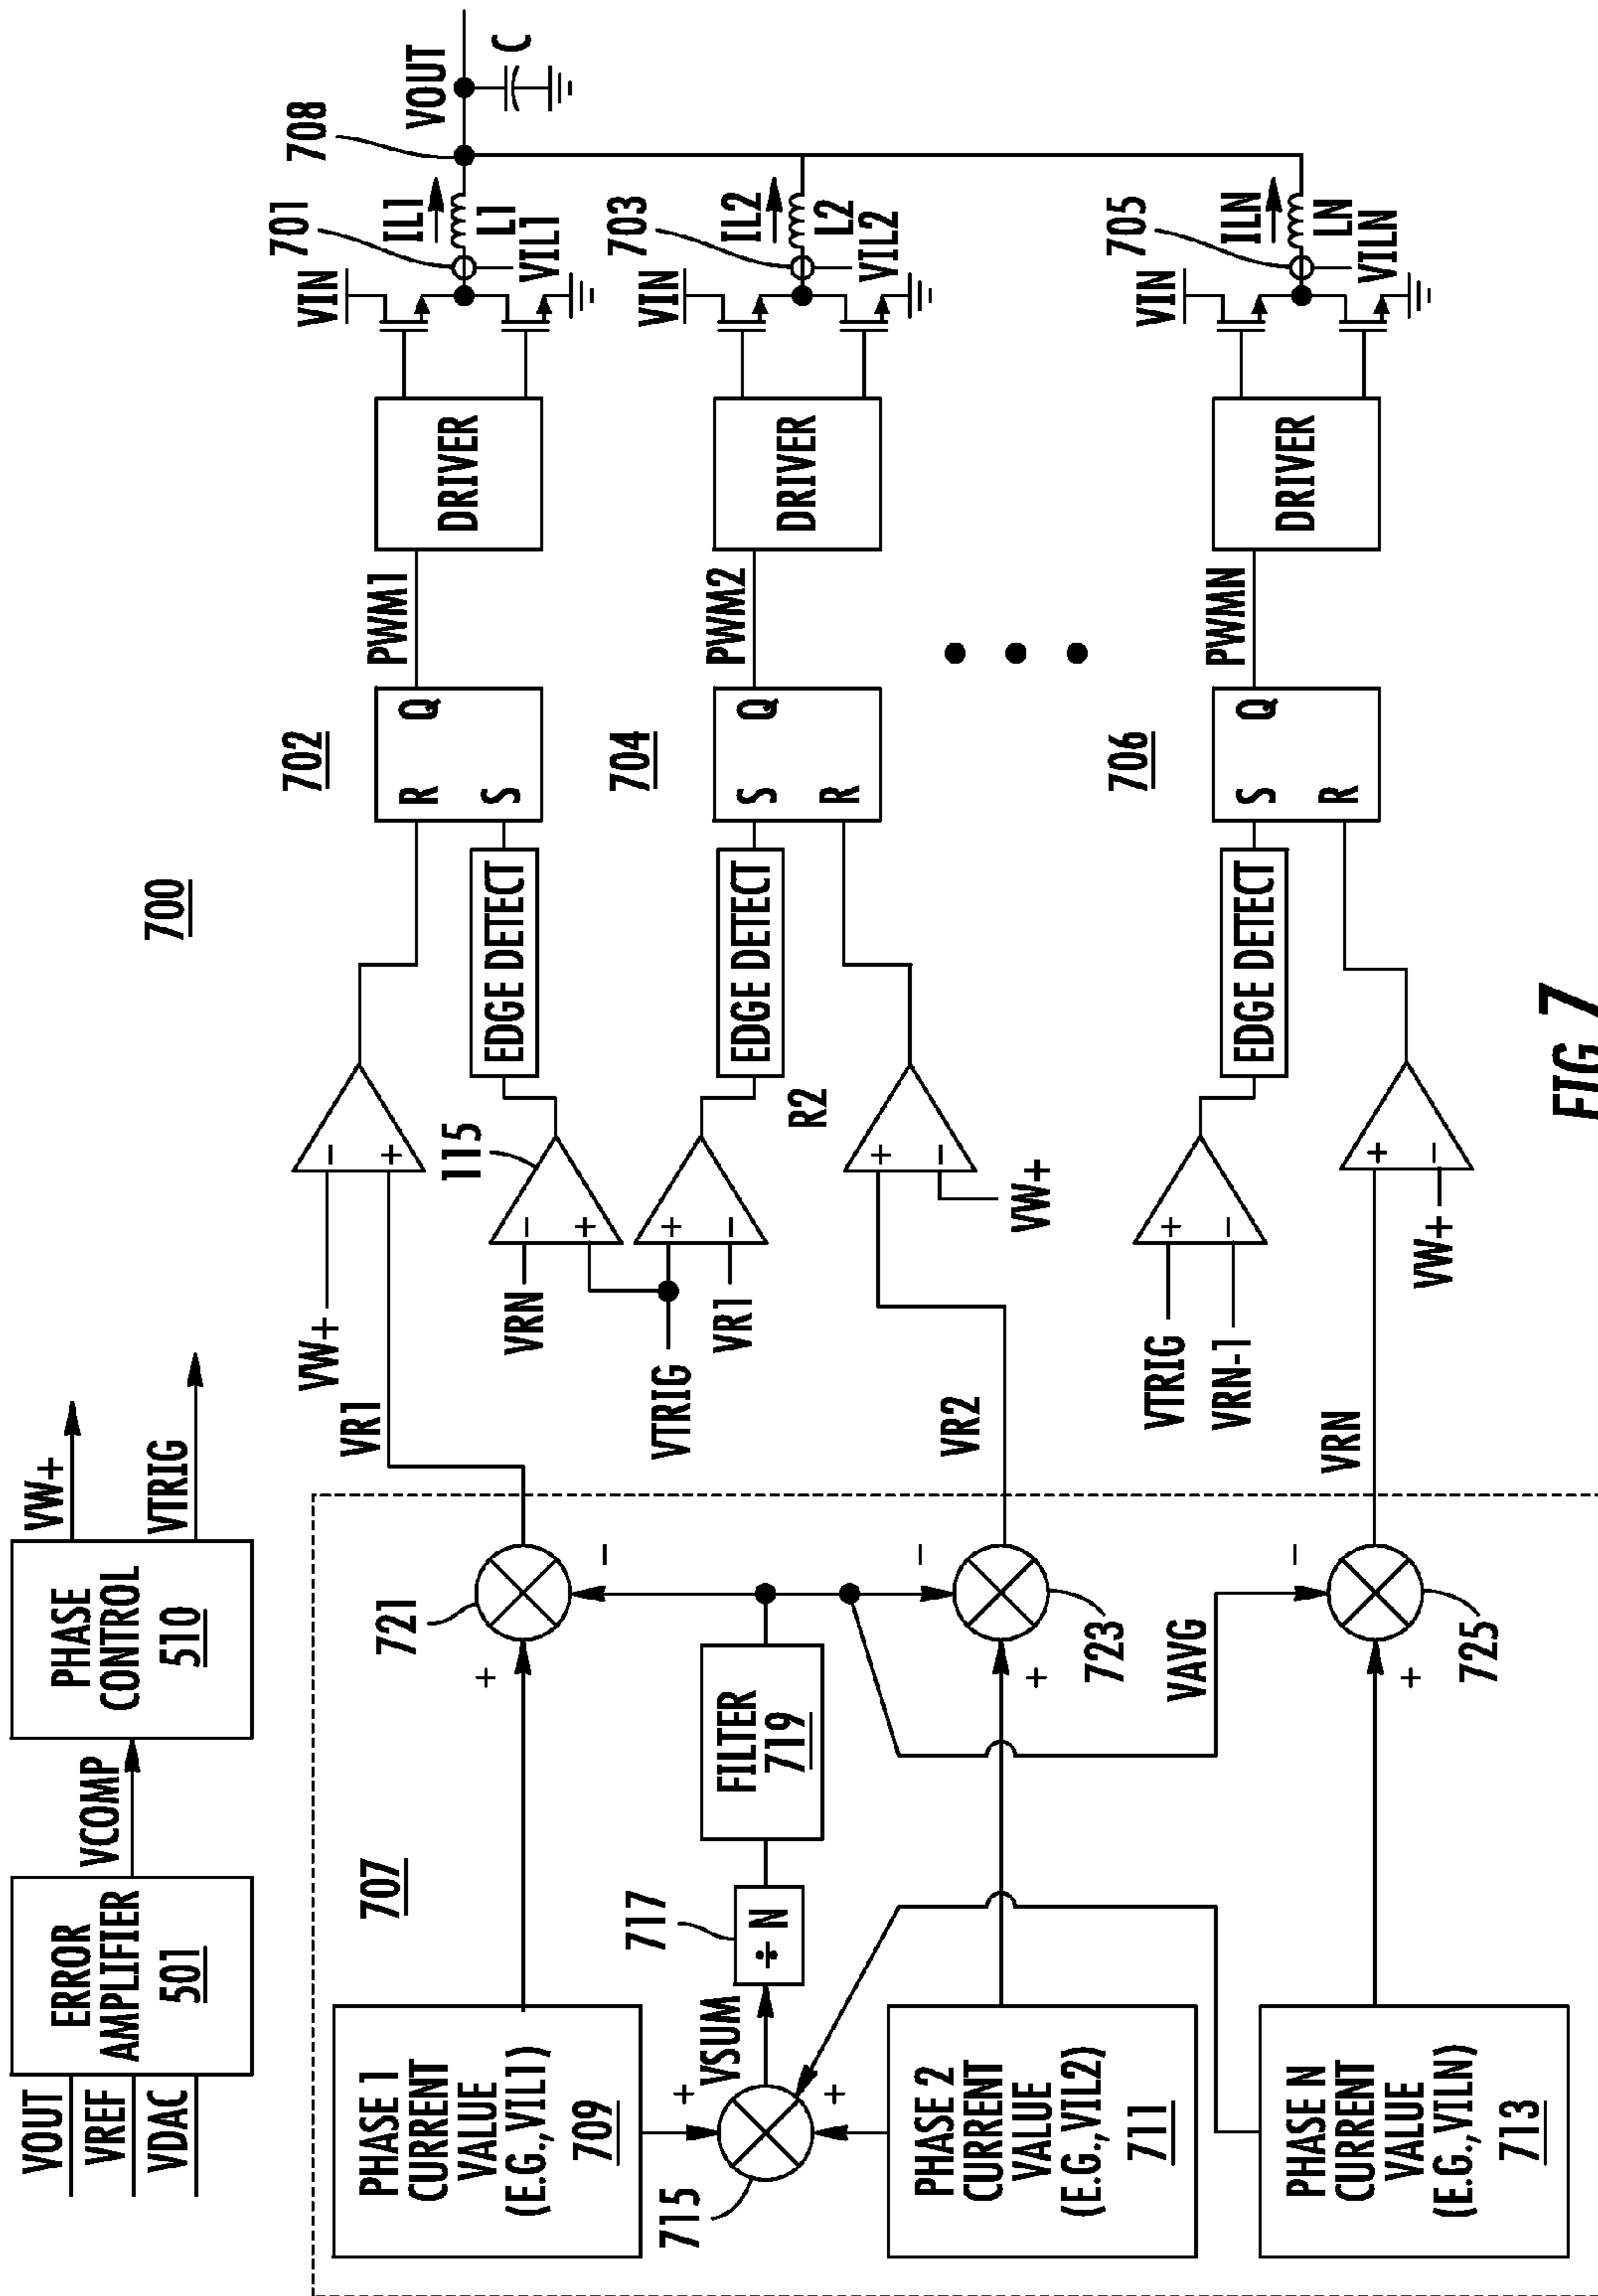 700
VOUT
VREF
VDAC
ERROR
AMPLIFIER
501
VCOMP
PHASE
CONTROL
510
VW+
VTRIG
707
PHASE 1
CURRENT
VALUE
(E.G.,VIL1)
709
715
+
+
VSUM
717
÷ N
FILTER
719
PHASE 2
CURRENT
VALUE
(E.G.,VIL2)
711
PHASE N
CURRENT
VALUE
(E.G.,VILN)
713
721
+
−
723
+
−
VAVG
725
+
−
VR1
VW+
−
+
VRN
115
−
+
VTRIG
VR1
+
−
VR2
R2
+
−
VW+
VTRIG
VRN-1
+
−
VRN
+
−
VW+
EDGE DETECT
EDGE DETECT
EDGE DETECT
702
R Q
S
704
S Q
R
706
S Q
R
PWM1
DRIVER
PWM2
DRIVER
PWMN
DRIVER
VIN
701
IL1
L1
VIL1
708
VOUT
C
VIN
703
IL2
L2
VIL2
VIN
705
ILN
LN
VILN
FIG 7